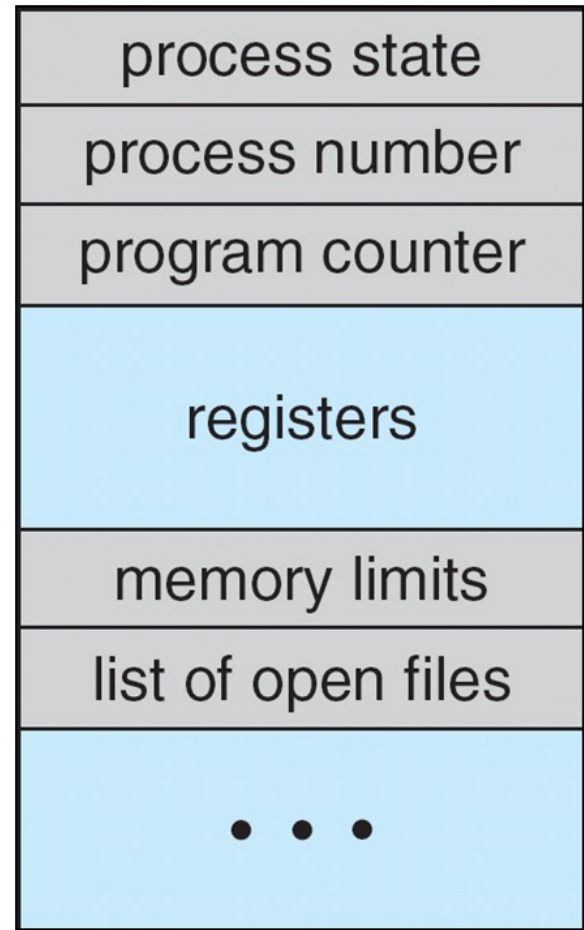 process state
process number
program counter
registers
memory limits
list of open files
• • •